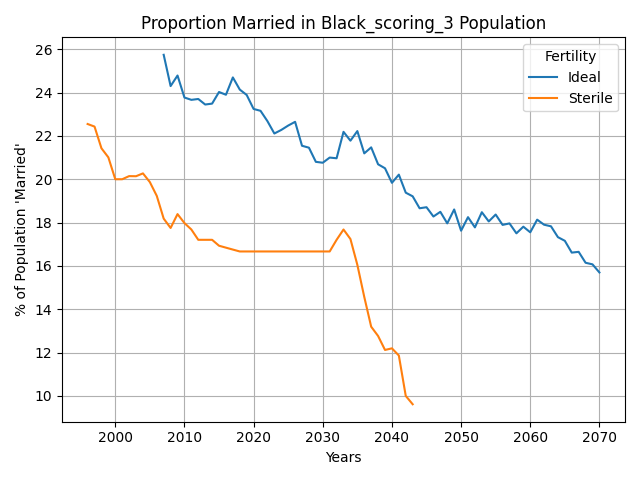 Proportion Married in Black_scoring_3 Population
% of Population 'Married'
26
24
22
20
18
16
14
12
10
Fertility
Ideal
Sterile
2000 2010 2020 2030 2040 2050 2060 2070
Years